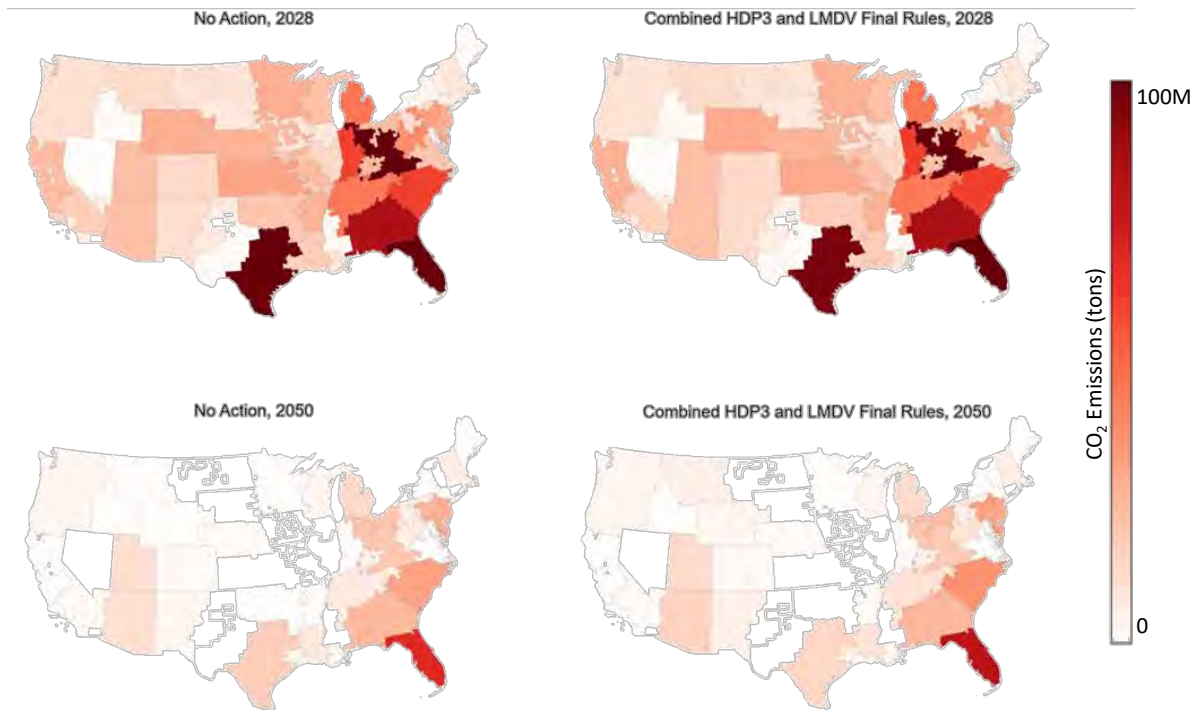 No Action, 2028
Combined HDP3 and LMDV Final Rules, 2028
100M
CO₂ Emissions (tons)
0
No Action, 2050
Combined HDP3 and LMDV Final Rules, 2050